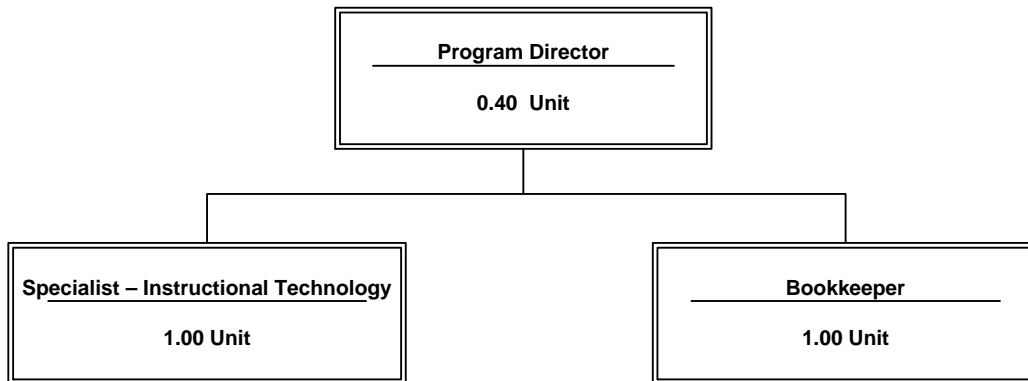 Program Director
0.40 Unit
Specialist – Instructional Technology
1.00 Unit
Bookkeeper
1.00 Unit